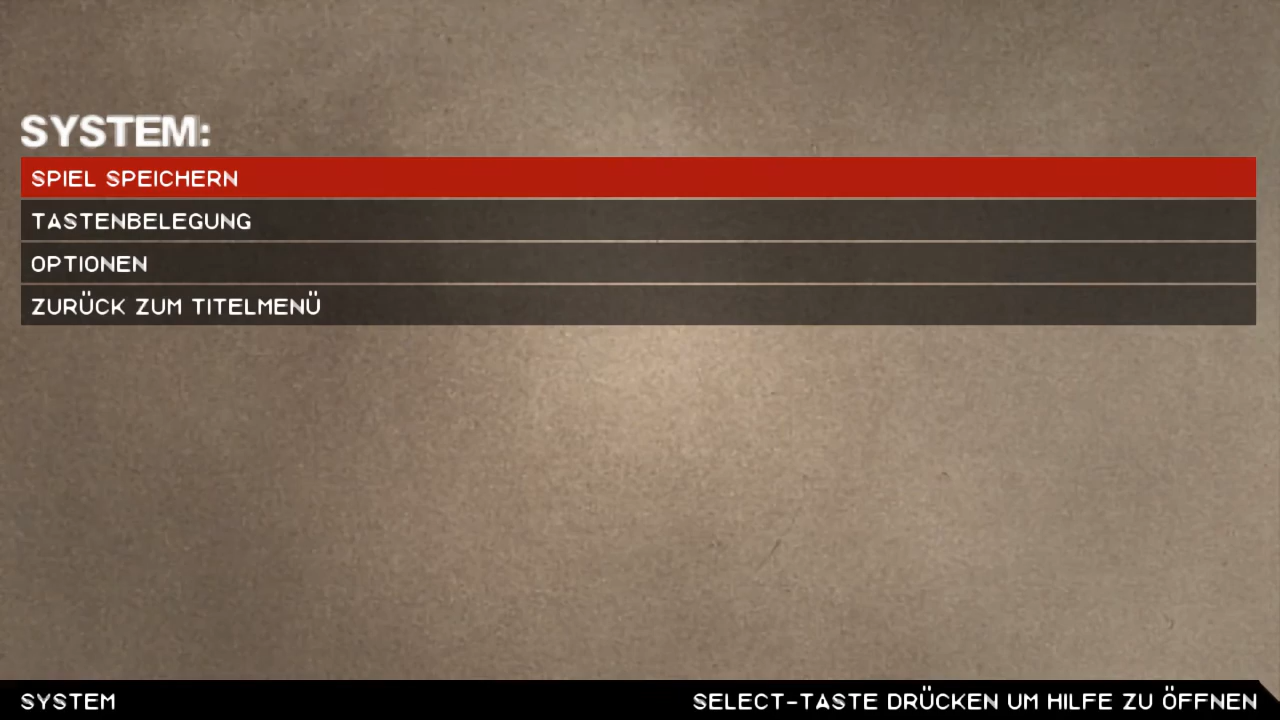 SYSTEM:
SPIEL SPEICHERN
TASTENBELEGUNG
OPTIONEN
ZURÜCK ZUM TITELMENÜ
SYSTEM
SELECT-TASTE DRÜCKEN UM HILFE ZU ÖFFNEN